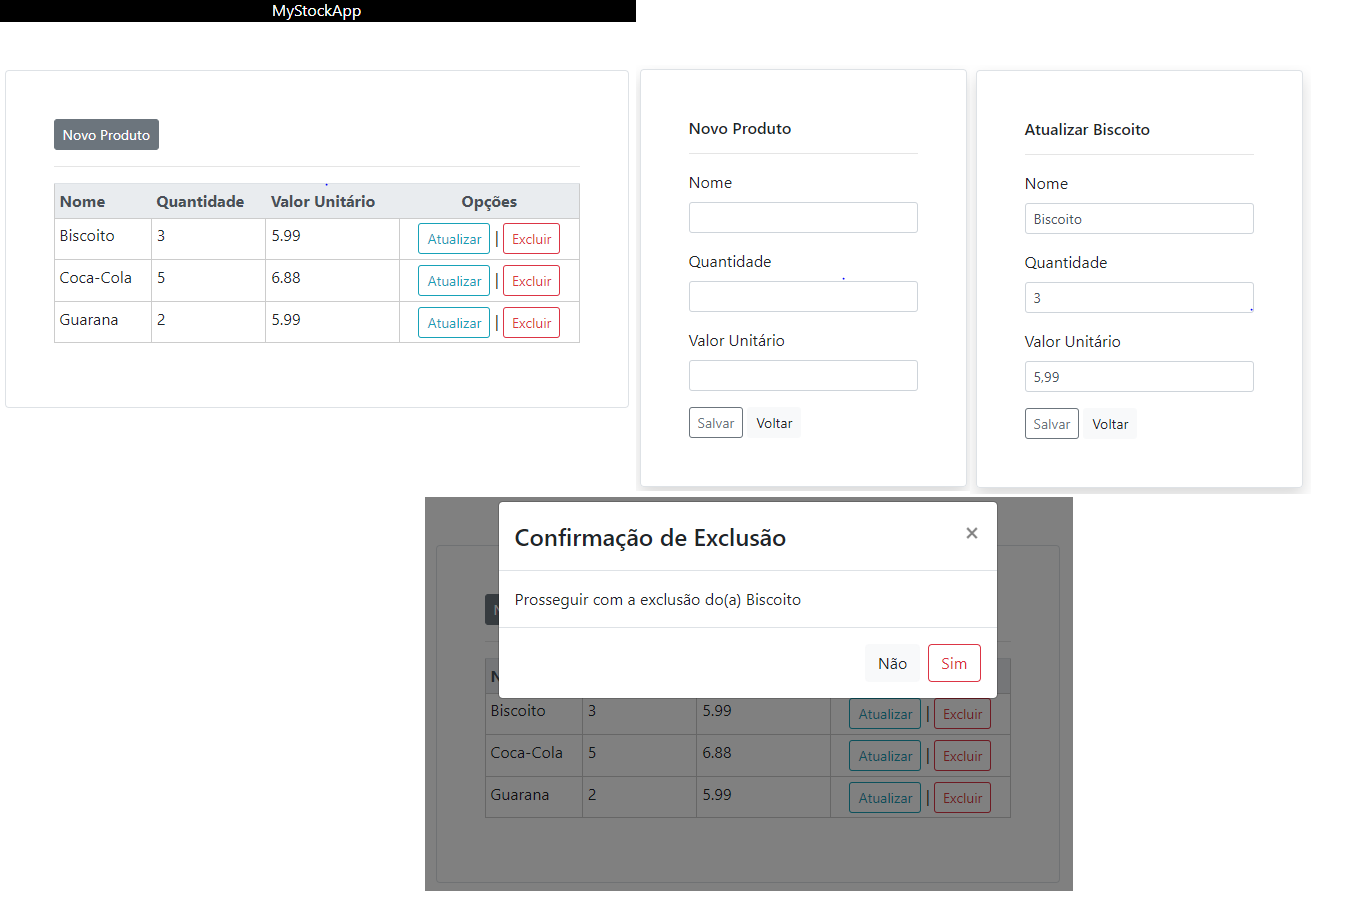 MyStockApp
Novo Produto
Nome Quantidade Valor Unitário Opções
Biscoito 3 5.99 Atualizar | Excluir
Coca-Cola 5 6.88 Atualizar | Excluir
Guarana 2 5.99 Atualizar | Excluir
Novo Produto
Nome
Quantidade
Valor Unitário
Salvar Voltar
Atualizar Biscoito
Nome
Biscoito
Quantidade
3
Valor Unitário
5,99
Salvar Voltar
Confirmação de Exclusão ×
Prosseguir com a exclusão do(a) Biscoito
Não Sim
Biscoito 3 5.99 Atualizar | Excluir
Coca-Cola 5 6.88 Atualizar | Excluir
Guarana 2 5.99 Atualizar | Excluir